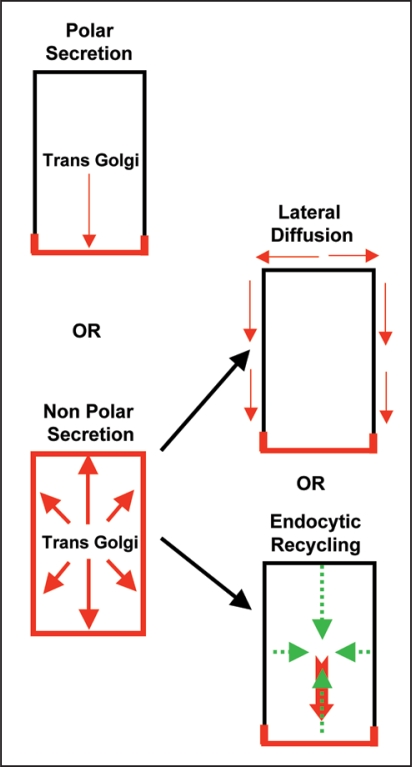 Polar
Secretion
Trans Golgi
Lateral
Diffusion
OR
Non Polar
Secretion
Trans Golgi
OR
Endocytic
Recycling